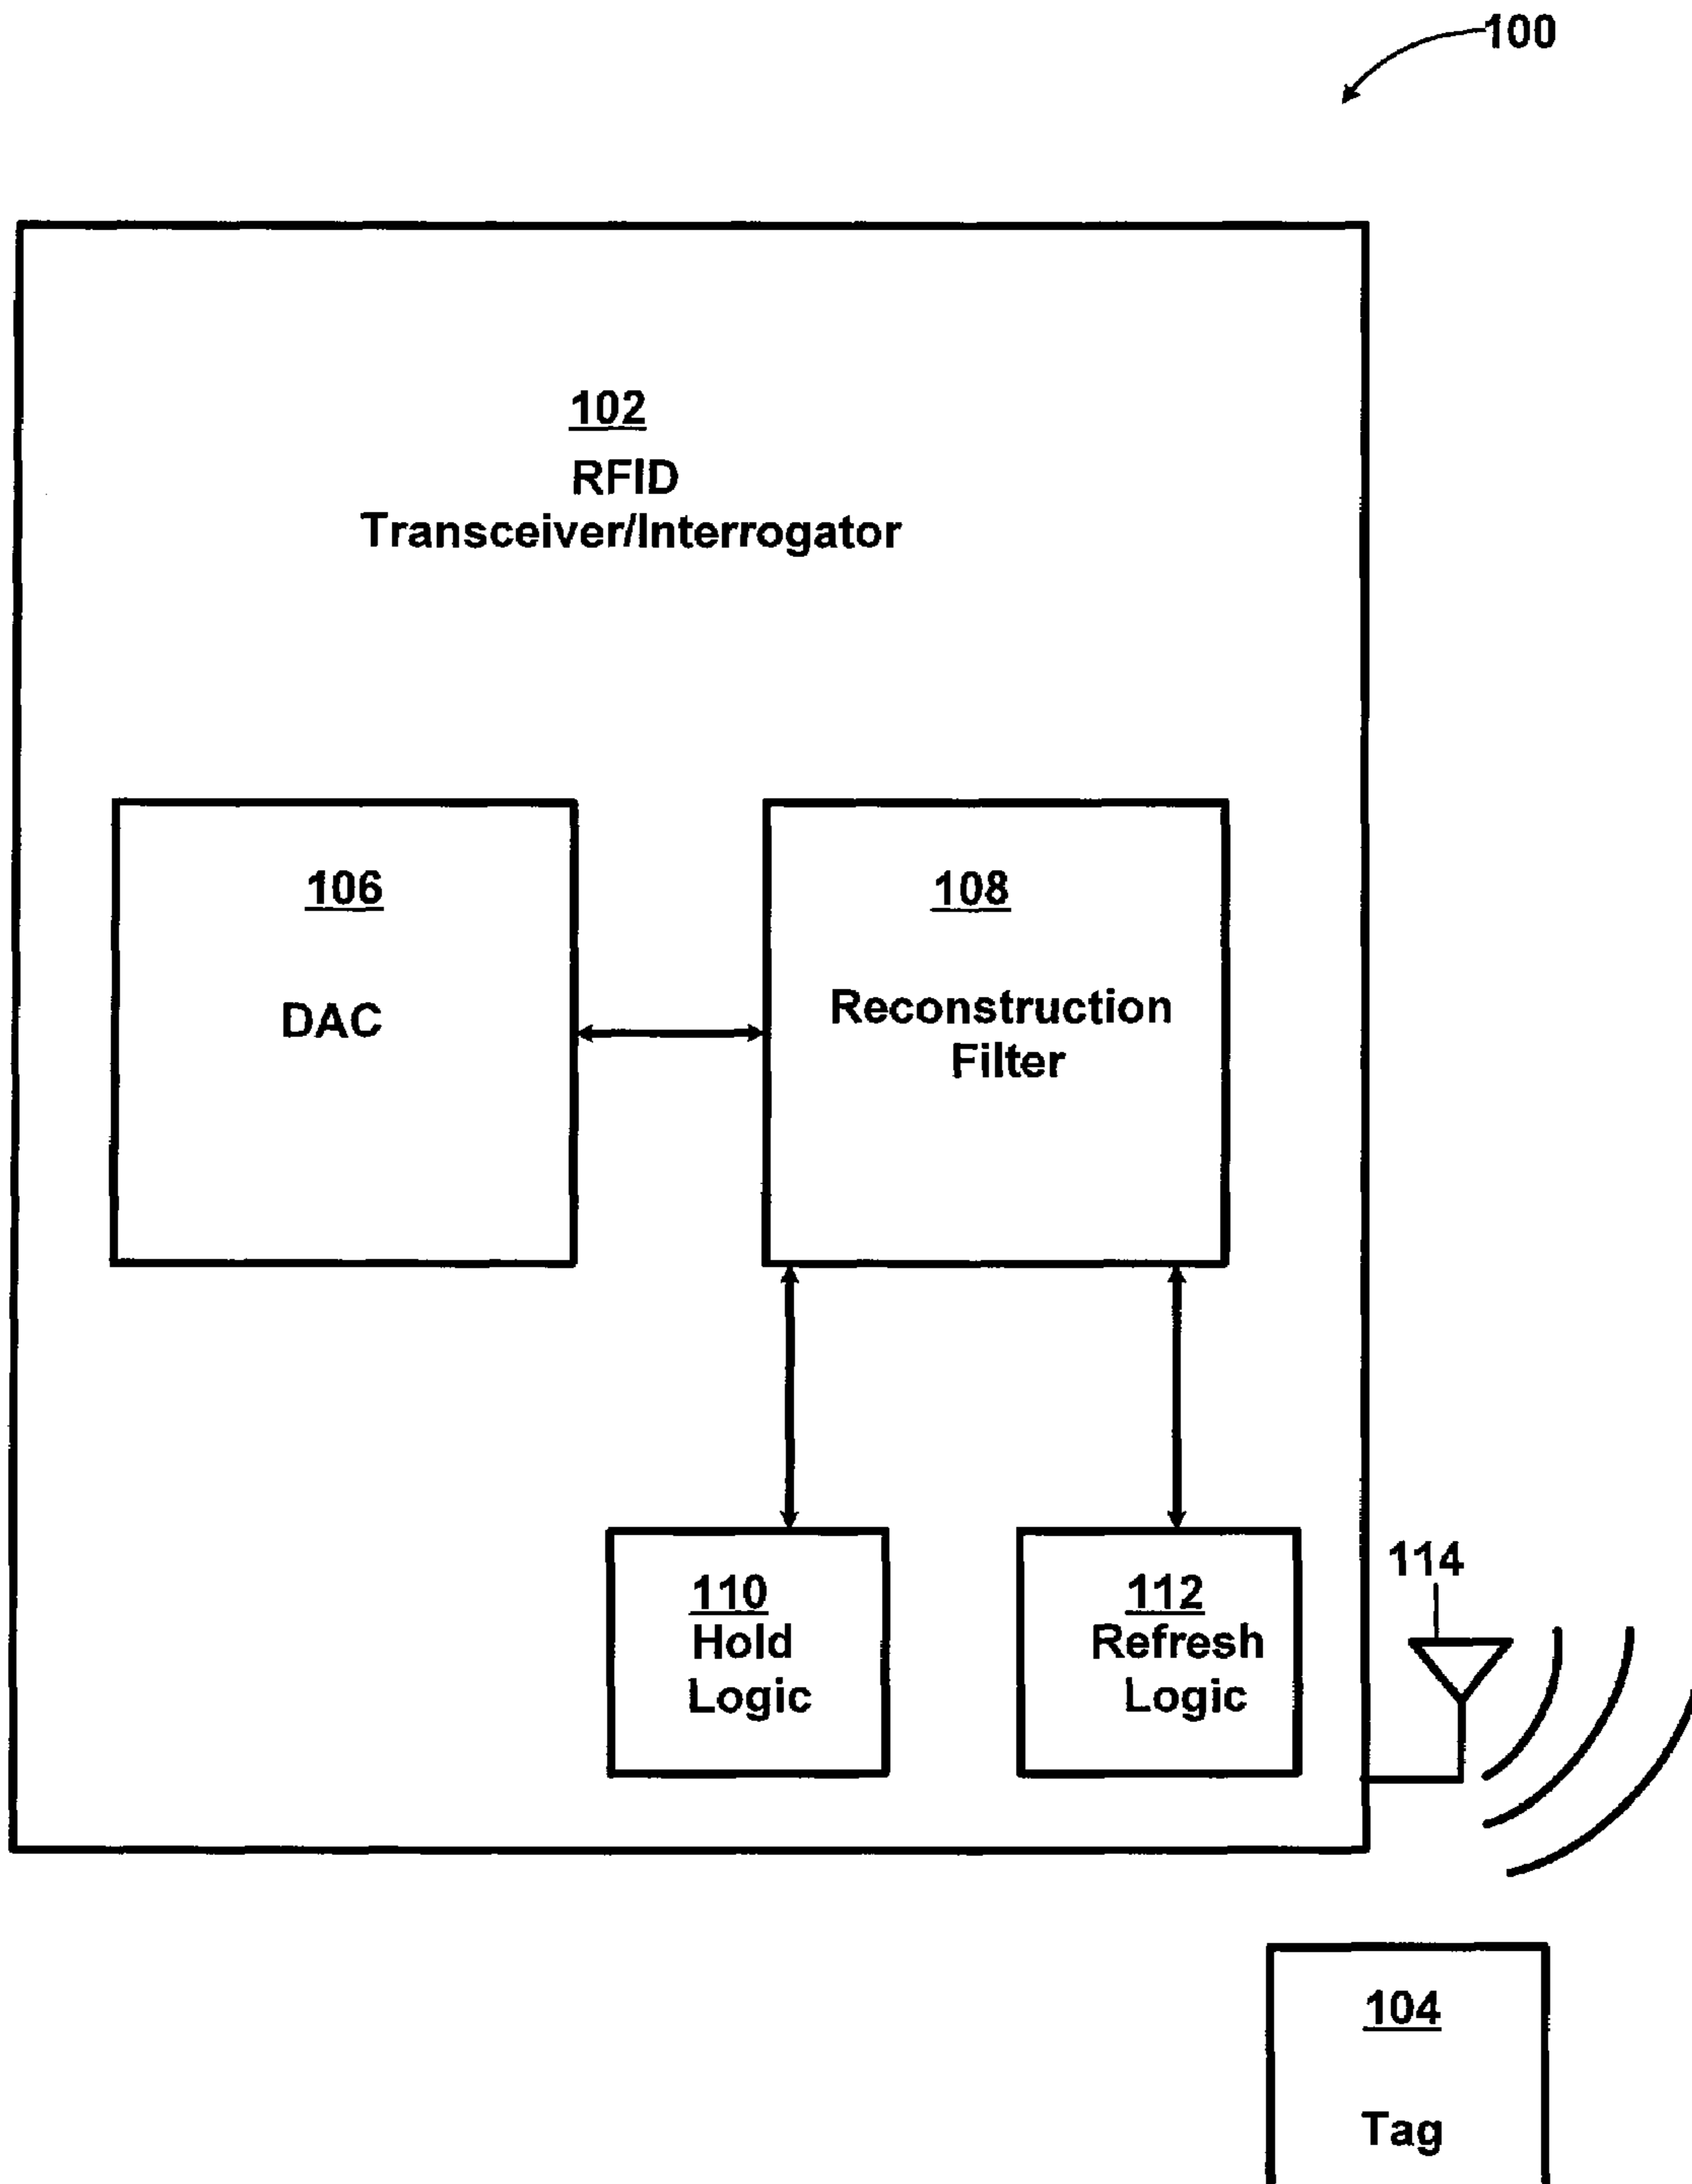 100
102
RFID
Transceiver/Interrogator
106
DAC
108
Reconstruction
Filter
110
Hold
Logic
112
Refresh
Logic
114
104
Tag